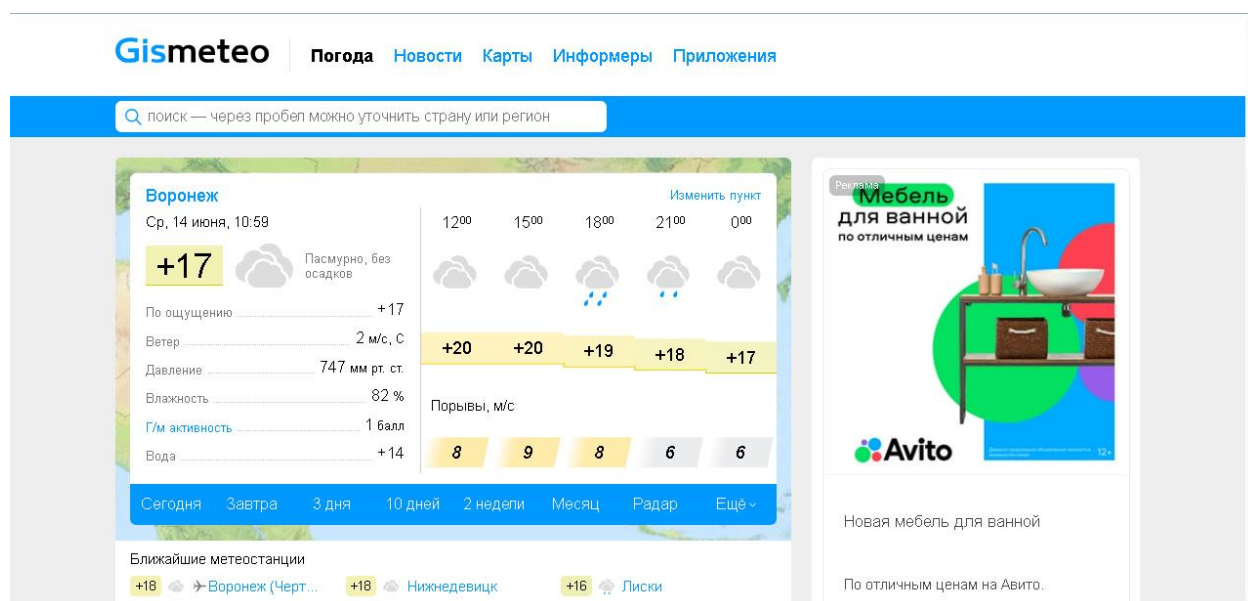 Gismeteo
Погода Новости Карты Информеры Приложения
поиск — через пробел можно уточнить страну или регион
Воронеж
Изменить пункт
Ср, 14 июня, 10:59
12⁰⁰ 15⁰⁰ 18⁰⁰ 21⁰⁰ 0⁰⁰
+17
Пасмурно, без
осадков
По ощущению +17
Ветер 2 м/с, С
Давление 747 мм рт. ст.
Влажность 82 %
Г/м активность 1 балл
Вода +14
+20 +20 +19 +18 +17
Порывы, м/с
8 9 8 6 6
Сегодня Завтра 3 дня 10 дней 2 недели Месяц Радар Ещё
Ближайшие метеостанции
+18 Воронеж (Черт... +18 Нижнедевицк +16 Лиски
Реклама
Мебель
для ванной
по отличным ценам
Avito
12+
Новая мебель для ванной
По отличным ценам на Авито.